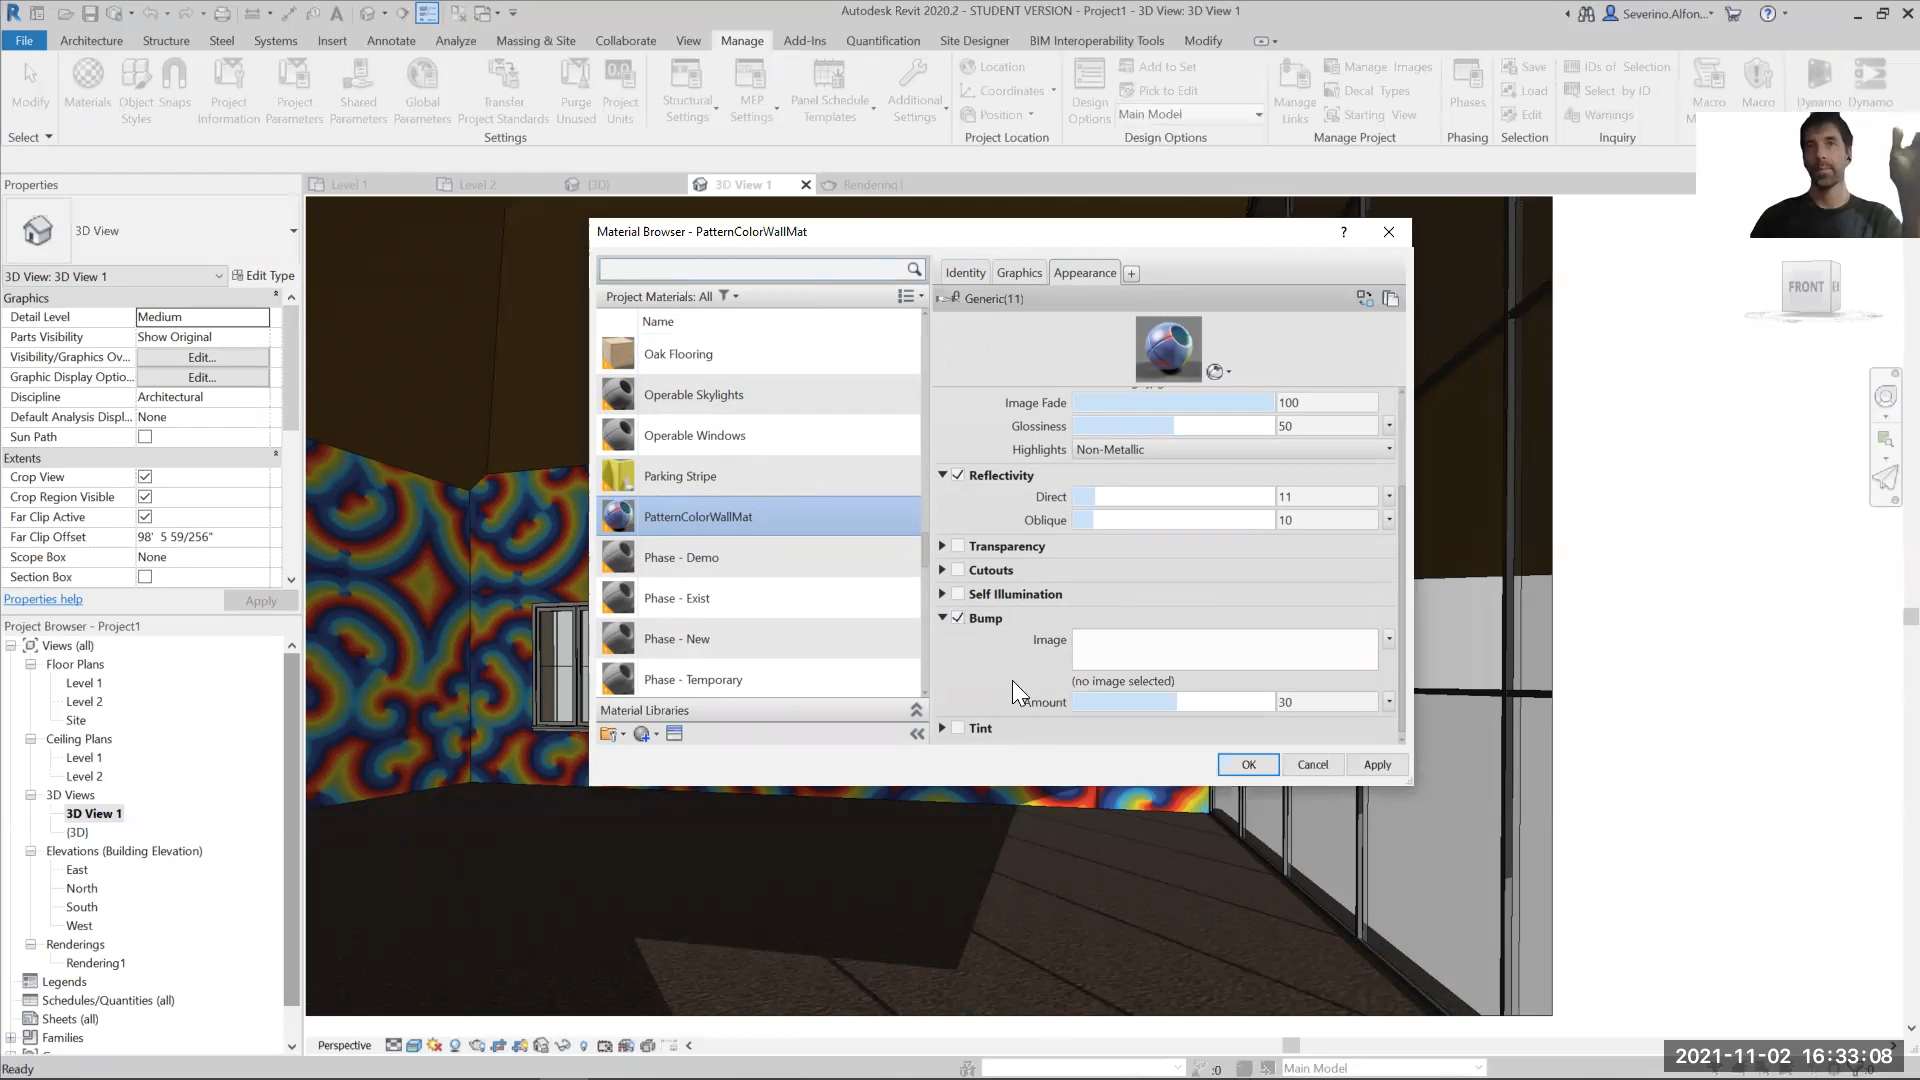 Autodesk Revit 2020.2 - STUDENT VERSION - Project1 - 3D View: 3D View 1
Severino.Alfon...
File Architecture Structure Steel Systems Insert Annotate Analyze Massing & Site Collaborate View Manage Add-Ins Quantification Site Designer BIM Interoperability Tools Modify
Modify
Materials
Object Styles
Snaps
Project Information
Project Parameters
Shared Parameters
Global Parameters
Transfer Project Standards
Purge Unused
Project Units
Structural Settings
MEP Settings
Panel Schedule Templates
Additional Settings
Location
Coordinates
Position
Design Options
Add to Set
Pick to Edit
Main Model
Manage Links
Manage Images
Decal Types
Starting View
Phases
Save
Load
Edit
IDs of Selection
Select by ID
Warnings
Macro
Macro
Dynamo
Dynamo
Select
Settings
Project Location
Design Options
Manage Project
Phasing
Selection
Inquiry
Level 1
Level 2
{3D}
3D View 1
Rendering1
Properties
3D View
3D View: 3D View 1
Edit Type
Graphics
Detail Level Medium
Parts Visibility Show Original
Visibility/Graphics Ov... Edit...
Graphic Display Optio... Edit...
Discipline Architectural
Default Analysis Displ... None
Sun Path
Extents
Crop View
Crop Region Visible
Far Clip Active
Far Clip Offset 98' 5 59/256"
Scope Box None
Section Box
Properties help
Apply
Project Browser - Project1
Views (all)
Floor Plans
Level 1
Level 2
Site
Ceiling Plans
Level 1
Level 2
3D Views
3D View 1
{3D}
Elevations (Building Elevation)
East
North
South
West
Renderings
Rendering1
Legends
Schedules/Quantities (all)
Sheets (all)
Families
Material Browser - PatternColorWallMat
?
Project Materials: All
Name
Oak Flooring
Operable Skylights
Operable Windows
Parking Stripe
PatternColorWallMat
Phase - Demo
Phase - Exist
Phase - New
Phase - Temporary
Material Libraries
Identity Graphics Appearance
Generic(11)
Image Fade 100
Glossiness 50
Highlights Non-Metallic
Reflectivity
Direct 11
Oblique 10
Transparency
Cutouts
Self Illumination
Bump
Image
(no image selected)
Amount 30
Tint
OK Cancel Apply
FRONT
Perspective
Ready
:0
Main Model
2021-11-02 16:33:08